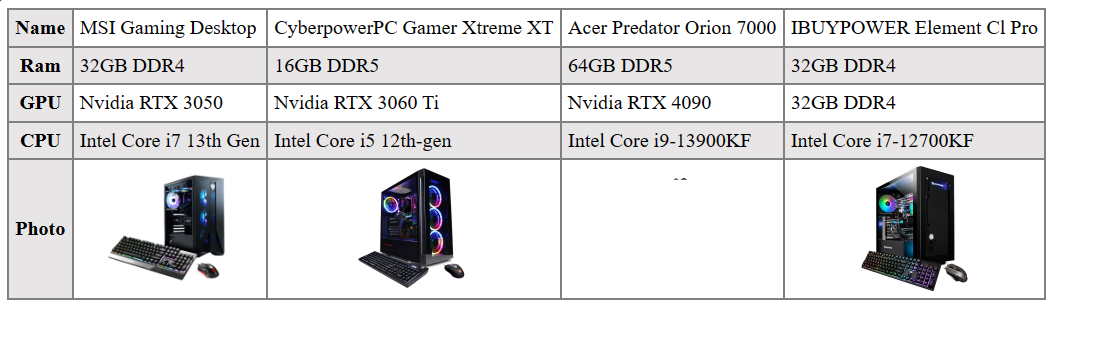 Name MSI Gaming Desktop CyberpowerPC Gamer Xtreme XT Acer Predator Orion 7000 IBUYPOWER Element Cl Pro
Ram 32GB DDR4 16GB DDR5 64GB DDR5 32GB DDR4
GPU Nvidia RTX 3050 Nvidia RTX 3060 Ti Nvidia RTX 4090 32GB DDR4
CPU Intel Core i7 13th Gen Intel Core i5 12th-gen Intel Core i9-13900KF Intel Core i7-12700KF
Photo